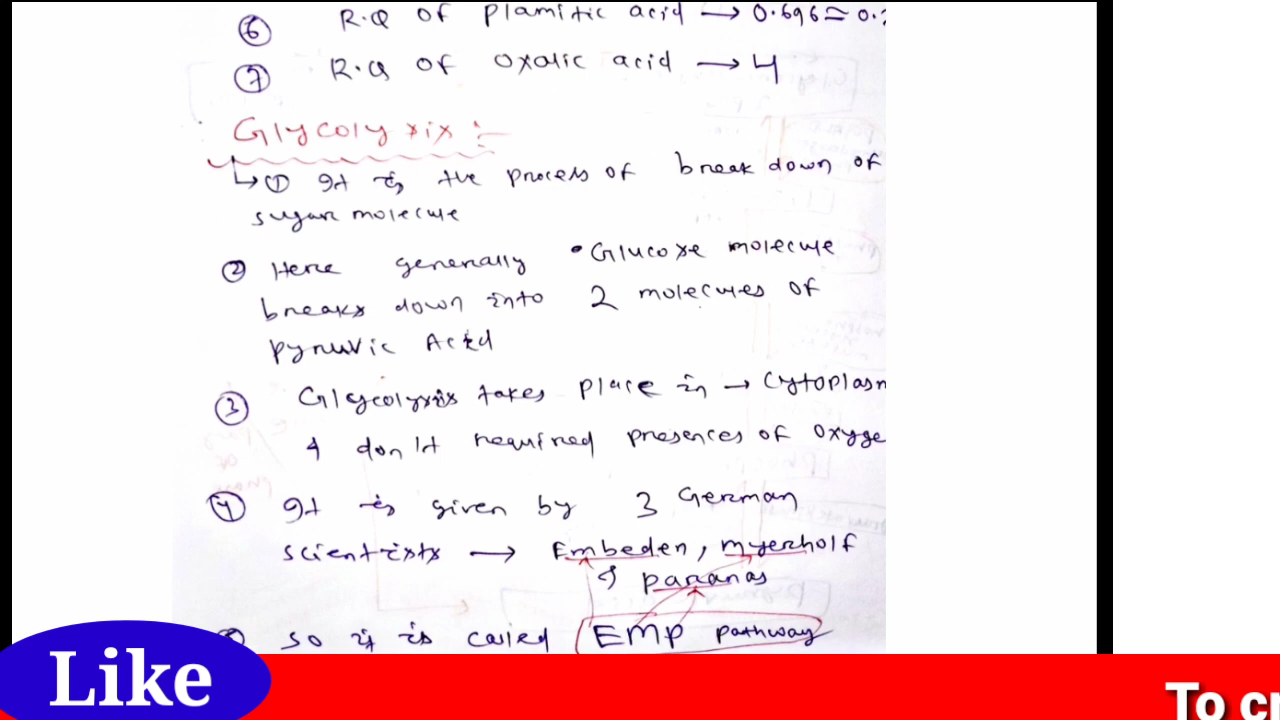 ⑥ R.Q of plamitic acid → 0.696 ≈ 0.
⑦ R.Q of oxalic acid → 4
Glycolysis :-
↳ ① It is the process of break down of
sugar molecule
② Here generally • Glucose molecule
breaks down into 2 molecules of
pyruvic Acid
③ Glycolysis takes place in → Cytoplasm
& don't required presences of oxyge
④ It is given by 3 German
scientists → Embeden, myerholf
& paranas
so it is called EMP pathway
Like
To cr